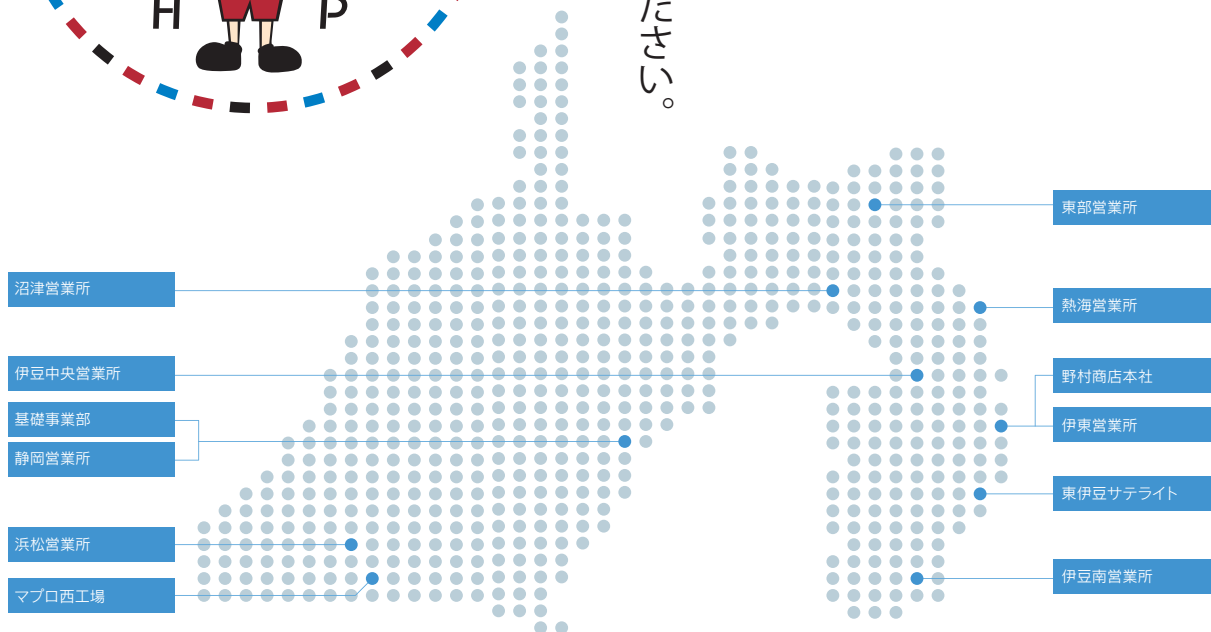 H P
ださい。
東部営業所
沼津営業所
熱海営業所
伊豆中央営業所
野村商店本社
基礎事業部
伊東営業所
静岡営業所
東伊豆サテライト
浜松営業所
伊豆南営業所
マプロ西工場